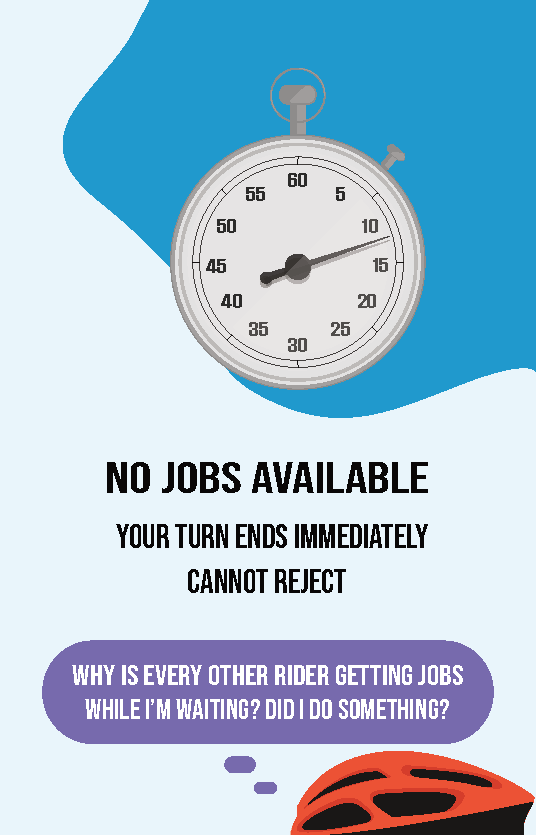 60
55
5
50
10
45
15
40
20
35
25
30
NO JOBS AVAILABLE
YOUR TURN ENDS IMMEDIATELY
CANNOT REJECT
WHY IS EVERY OTHER RIDER GETTING JOBS
WHILE I'M WAITING? DID I DO SOMETHING?